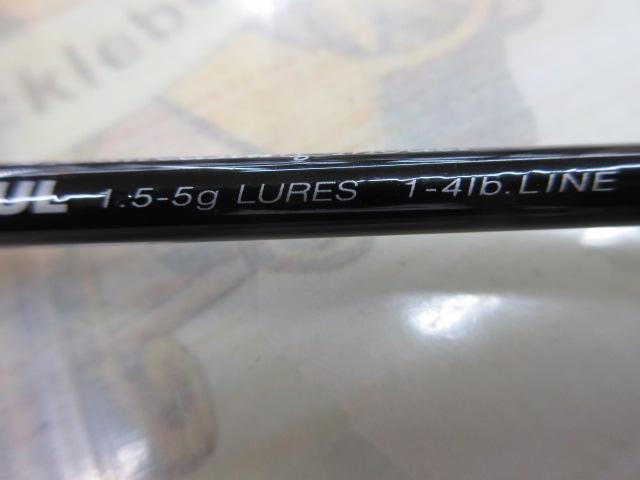 UL 1.5-5g LURES 1-4lb.LINE